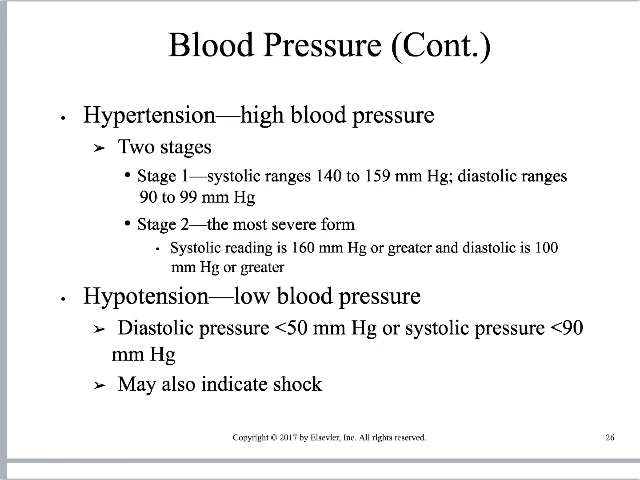 Blood Pressure (Cont.)
• Hypertension—high blood pressure
➢ Two stages
• Stage 1—systolic ranges 140 to 159 mm Hg; diastolic ranges
90 to 99 mm Hg
• Stage 2—the most severe form
• Systolic reading is 160 mm Hg or greater and diastolic is 100
mm Hg or greater
• Hypotension—low blood pressure
➢ Diastolic pressure <50 mm Hg or systolic pressure <90
mm Hg
➢ May also indicate shock
Copyright © 2017 by Elsevier, Inc. All rights reserved.
26